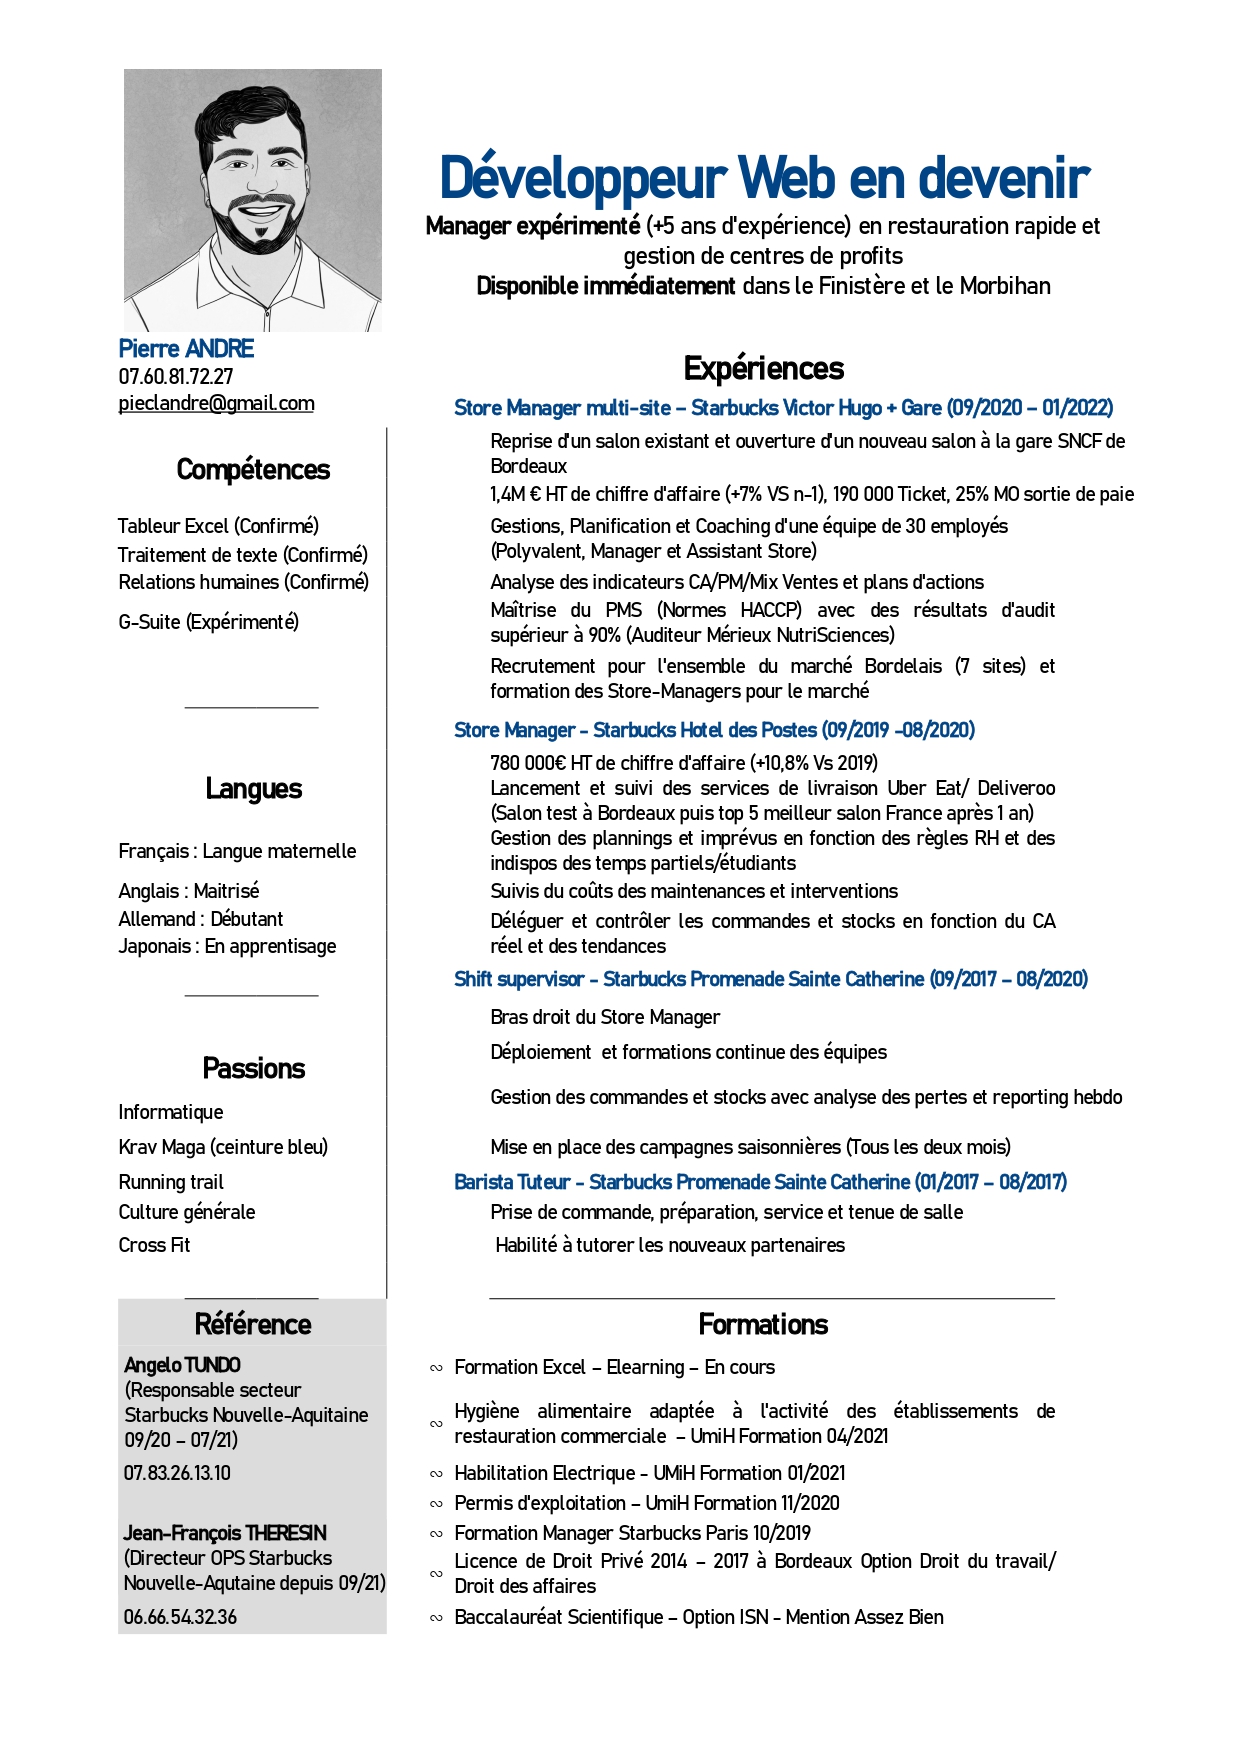 Développeur Web en devenir
Manager expérimenté (+5 ans d'expérience) en restauration rapide et
gestion de centres de profits
Disponible immédiatement dans le Finistère et le Morbihan
Pierre ANDRE
07.60.81.72.27
pieclandre@gmail.com
Compétences
Tableur Excel (Confirmé)
Traitement de texte (Confirmé)
Relations humaines (Confirmé)
G-Suite (Expérimenté)
Langues
Français : Langue maternelle
Anglais : Maitrisé
Allemand : Débutant
Japonais : En apprentisage
Passions
Informatique
Krav Maga (ceinture bleu)
Running trail
Culture générale
Cross Fit
Référence
Angelo TUNDO
(Responsable secteur
Starbucks Nouvelle-Aquitaine
09/20 – 07/21)
07.83.26.13.10
Jean-François THERESIN
(Directeur OPS Starbucks
Nouvelle-Aqutaine depuis 09/21)
06.66.54.32.36
Expériences
Store Manager multi-site – Starbucks Victor Hugo + Gare (09/2020 – 01/2022)
Reprise d'un salon existant et ouverture d'un nouveau salon à la gare SNCF de
Bordeaux
1,4M € HT de chiffre d'affaire (+7% VS n-1), 190 000 Ticket, 25% MO sortie de paie
Gestions, Planification et Coaching d'une équipe de 30 employés
(Polyvalent, Manager et Assistant Store)
Analyse des indicateurs CA/PM/Mix Ventes et plans d'actions
Maîtrise du PMS (Normes HACCP) avec des résultats d'audit
supérieur à 90% (Auditeur Mérieux NutriSciences)
Recrutement pour l'ensemble du marché Bordelais (7 sites) et
formation des Store-Managers pour le marché
Store Manager - Starbucks Hotel des Postes (09/2019 -08/2020)
780 000€ HT de chiffre d'affaire (+10,8% Vs 2019)
Lancement et suivi des services de livraison Uber Eat/ Deliveroo
(Salon test à Bordeaux puis top 5 meilleur salon France après 1 an)
Gestion des plannings et imprévus en fonction des règles RH et des
indispos des temps partiels/étudiants
Suivis du coûts des maintenances et interventions
Déléguer et contrôler les commandes et stocks en fonction du CA
réel et des tendances
Shift supervisor - Starbucks Promenade Sainte Catherine (09/2017 – 08/2020)
Bras droit du Store Manager
Déploiement et formations continue des équipes
Gestion des commandes et stocks avec analyse des pertes et reporting hebdo
Mise en place des campagnes saisonnières (Tous les deux mois)
Barista Tuteur - Starbucks Promenade Sainte Catherine (01/2017 – 08/2017)
Prise de commande, préparation, service et tenue de salle
Habilité à tutorer les nouveaux partenaires
Formations
∾ Formation Excel – Elearning – En cours
∾ Hygiène alimentaire adaptée à l'activité des établissements de
restauration commerciale – UmiH Formation 04/2021
∾ Habilitation Electrique - UMiH Formation 01/2021
∾ Permis d'exploitation – UmiH Formation 11/2020
∾ Formation Manager Starbucks Paris 10/2019
∾ Licence de Droit Privé 2014 – 2017 à Bordeaux Option Droit du travail/
Droit des affaires
∾ Baccalauréat Scientifique – Option ISN - Mention Assez Bien